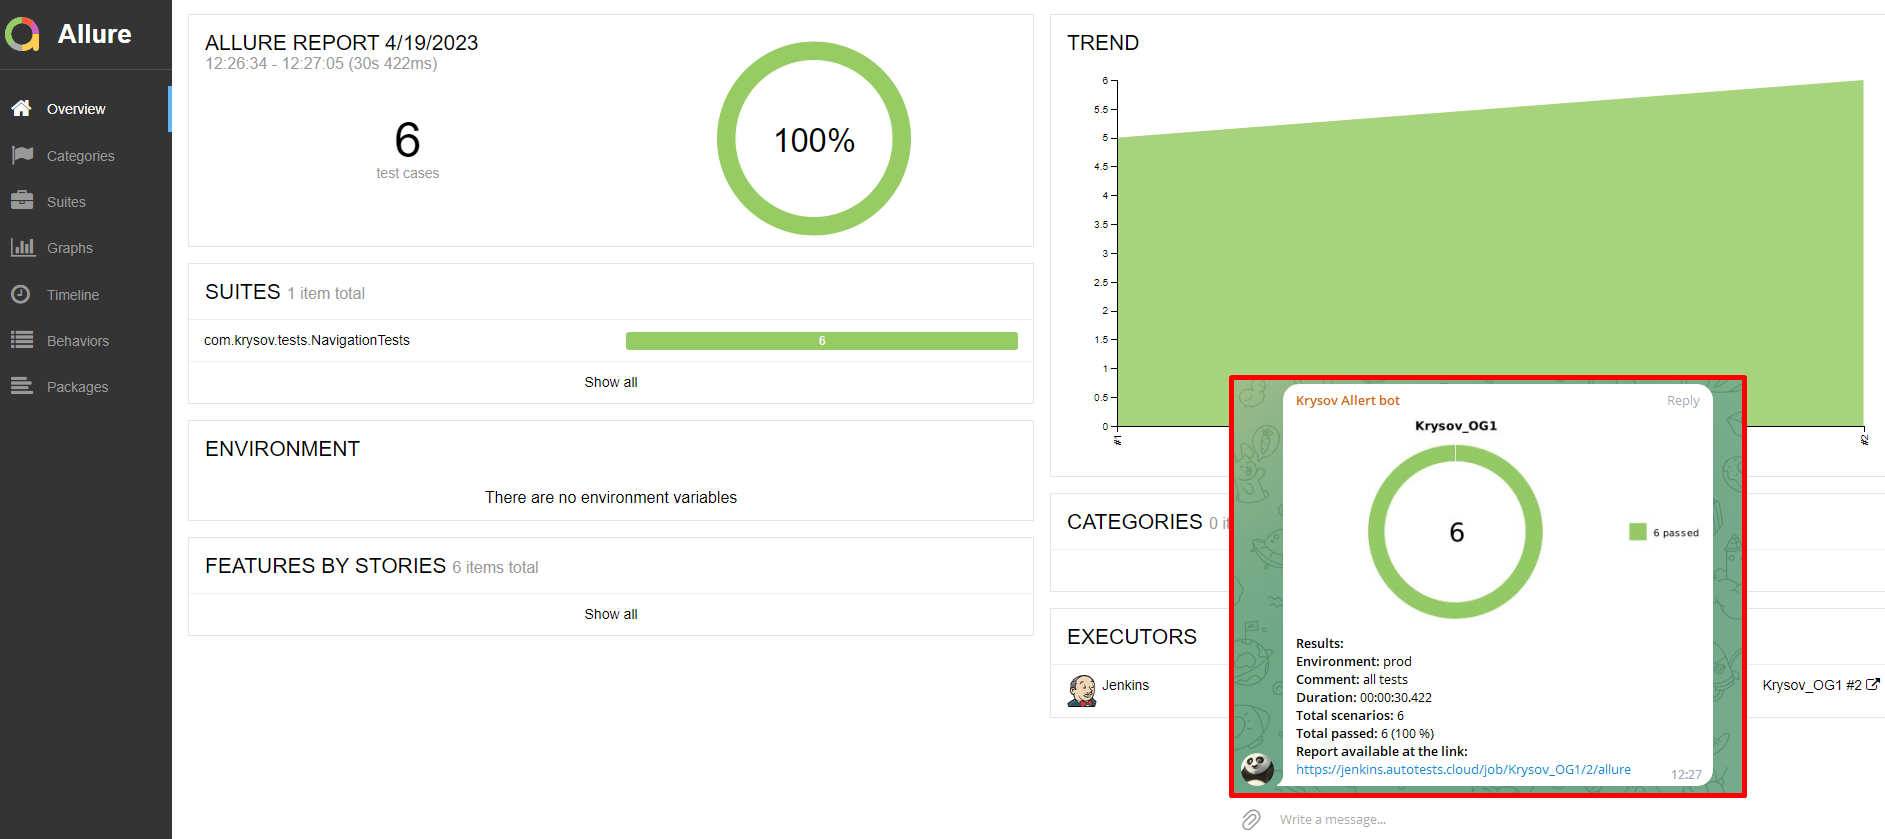 Allure
Overview
Categories
Suites
Graphs
Timeline
Behaviors
Packages
ALLURE REPORT 4/19/2023
12:26:34 - 12:27:05 (30s 422ms)
6
test cases
100%
SUITES 1 item total
com.krysov.tests.NavigationTests
6
Show all
ENVIRONMENT
There are no environment variables
FEATURES BY STORIES 6 items total
Show all
TREND
6
5.5
5
4.5
4
3.5
3
2.5
2
1.5
1
0.5
0
#1
#2
CATEGORIES 0
EXECUTORS
Jenkins
Krysov_OG1 #2
Krysov Allert bot
Reply
Krysov_OG1
6
6 passed
Results:
Environment: prod
Comment: all tests
Duration: 00:00:30.422
Total scenarios: 6
Total passed: 6 (100 %)
Report available at the link:
https://jenkins.autotests.cloud/job/Krysov_OG1/2/allure
12:27
Write a message...